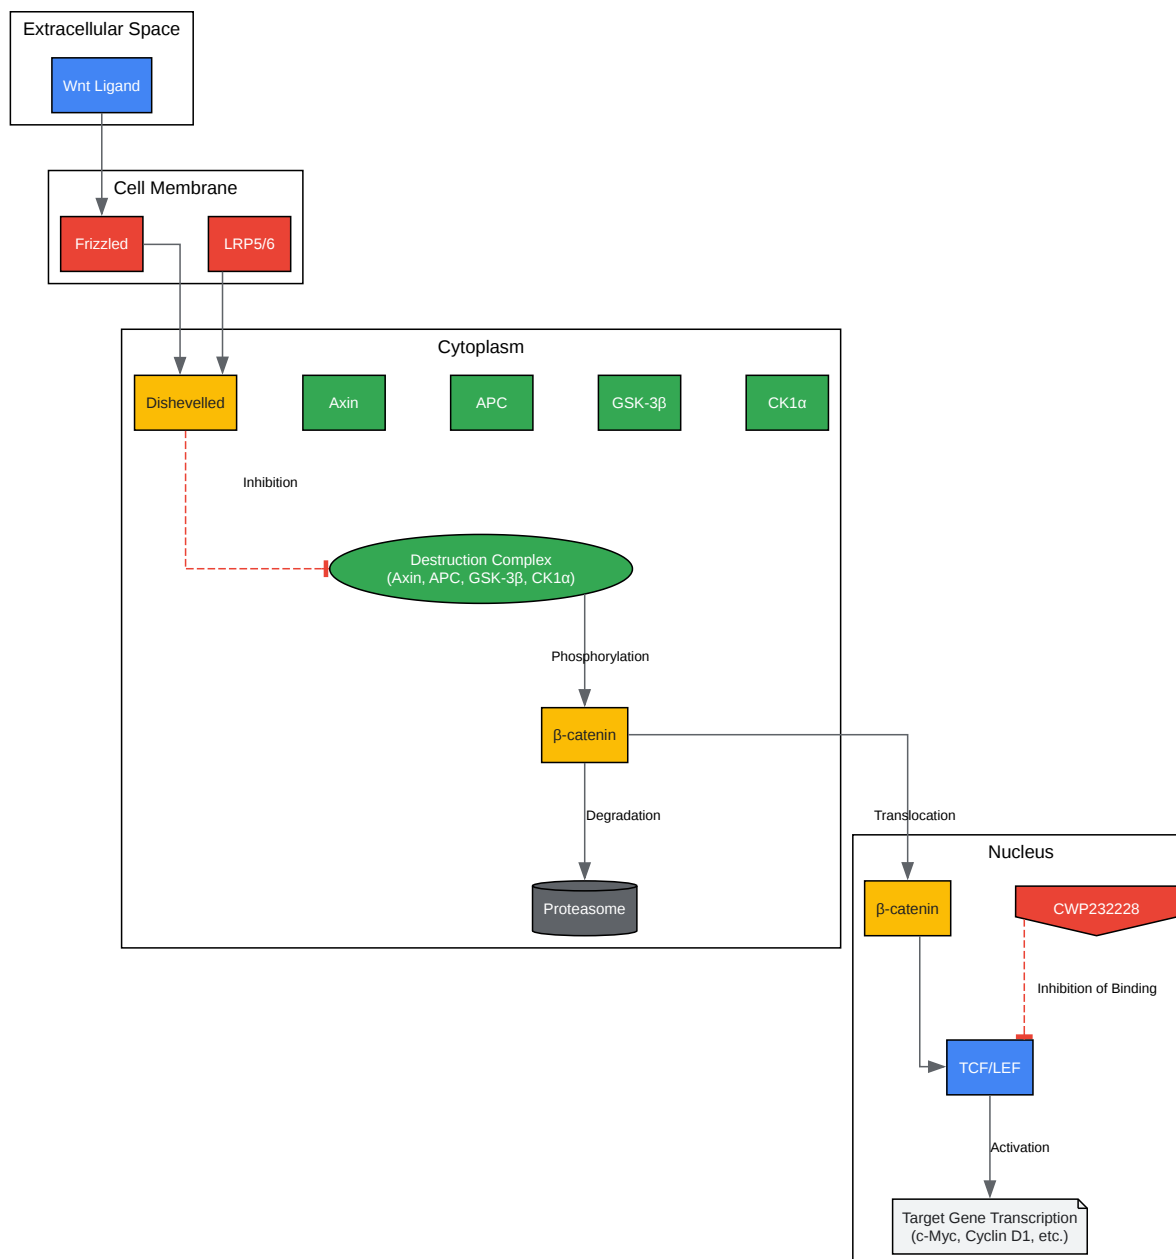 Extracellular Space
Wnt Ligand
Cell Membrane
Frizzled
LRP5/6
Cytoplasm
Dishevelled
Axin
APC
GSK-3β
CK1α
Inhibition
Destruction Complex
(Axin, APC, GSK-3β, CK1α)
Phosphorylation
β-catenin
Degradation
Translocation
Proteasome
Nucleus
β-catenin
CWP232228
Inhibition of Binding
TCF/LEF
Activation
Target Gene Transcription
(c-Myc, Cyclin D1, etc.)